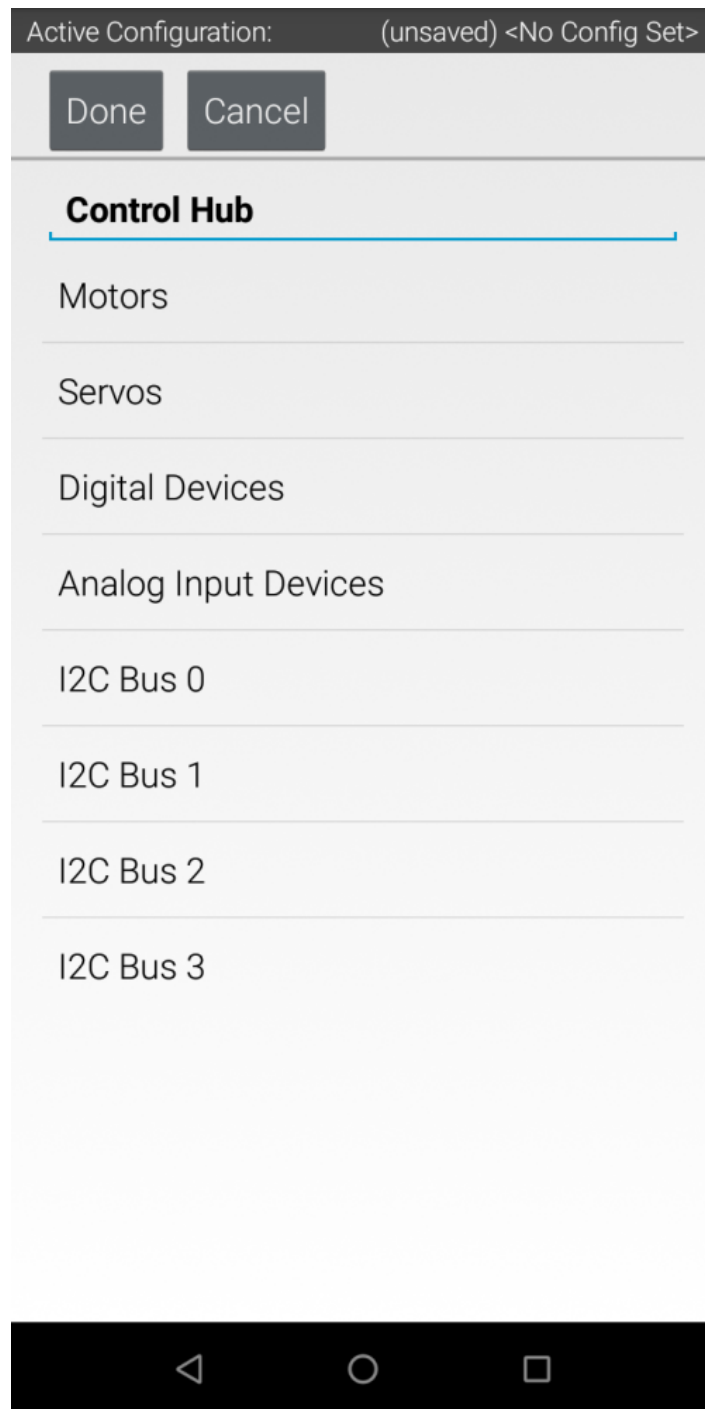 Active Configuration: (unsaved) <No Config Set>
Done Cancel
Control Hub
Motors
Servos
Digital Devices
Analog Input Devices
I2C Bus 0
I2C Bus 1
I2C Bus 2
I2C Bus 3